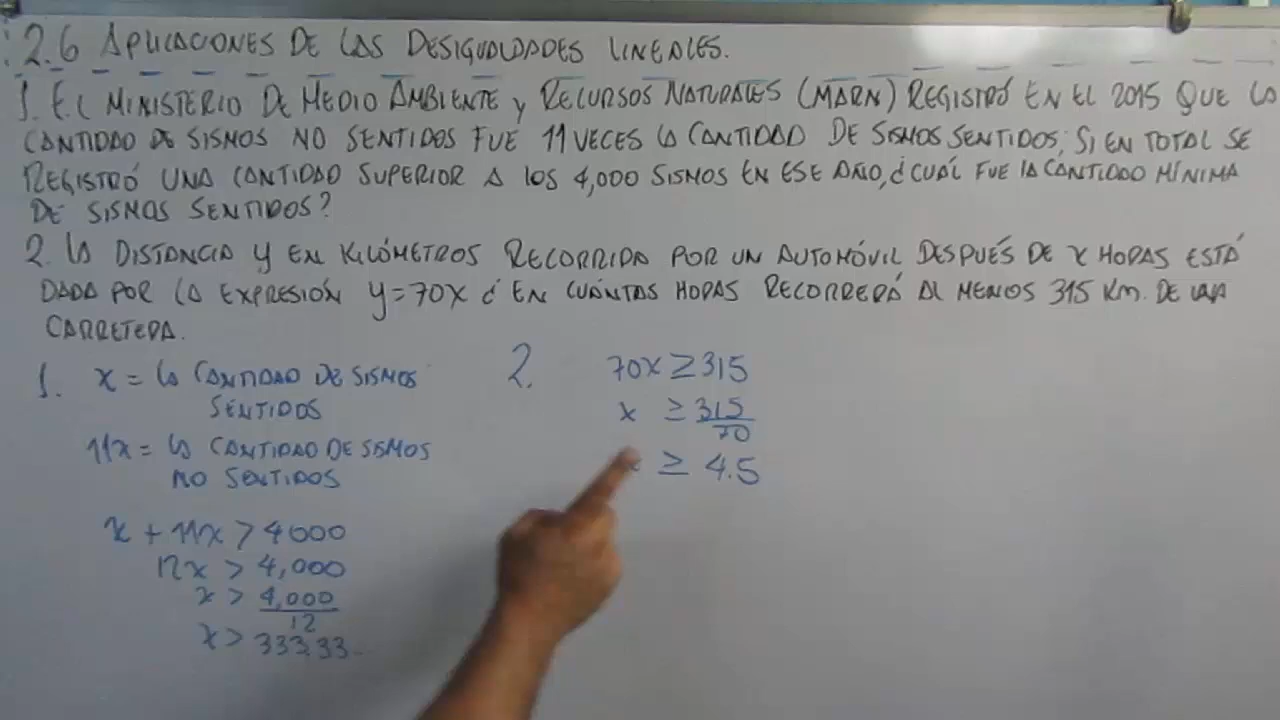 2.6 APLICACIONES DE LAS DESIGUALDADES LINEALES.
1. EL MINISTERIO DE MEDIO AMBIENTE y RECURSOS NATURALES (MARN) REGISTRÓ EN EL 2015 QUE LA
CANTIDAD DE SISMOS NO SENTIDOS FUE 11 VECES LA CANTIDAD DE SISMOS SENTIDOS; SI EN TOTAL SE
REGISTRÓ UNA CANTIDAD SUPERIOR A LOS 4,000 SISMOS EN ESE AÑO, ¿CUÁL FUE LA CANTIDAD MÍNIMA
DE SISMOS SENTIDOS?
2. LA DISTANCIA y EN KILÓMETROS RECORRIDA POR UN AUTOMÓVIL DESPUÉS DE x HORAS ESTÁ
DADA POR LA EXPRESIÓN y=70x ¿ EN CUÁNTAS HORAS RECORRERÁ AL MENOS 315 Km. DE UNA
CARRETERA.
1. x = LA CANTIDAD DE SISMOS
SENTIDOS
11x = LA CANTIDAD DE SISMOS
NO SENTIDOS
x + 11x > 4000
12x > 4,000
x > 4,000
12
x > 333.33...
2. 70x ≥ 315
x ≥ 315
70
≥ 4.5